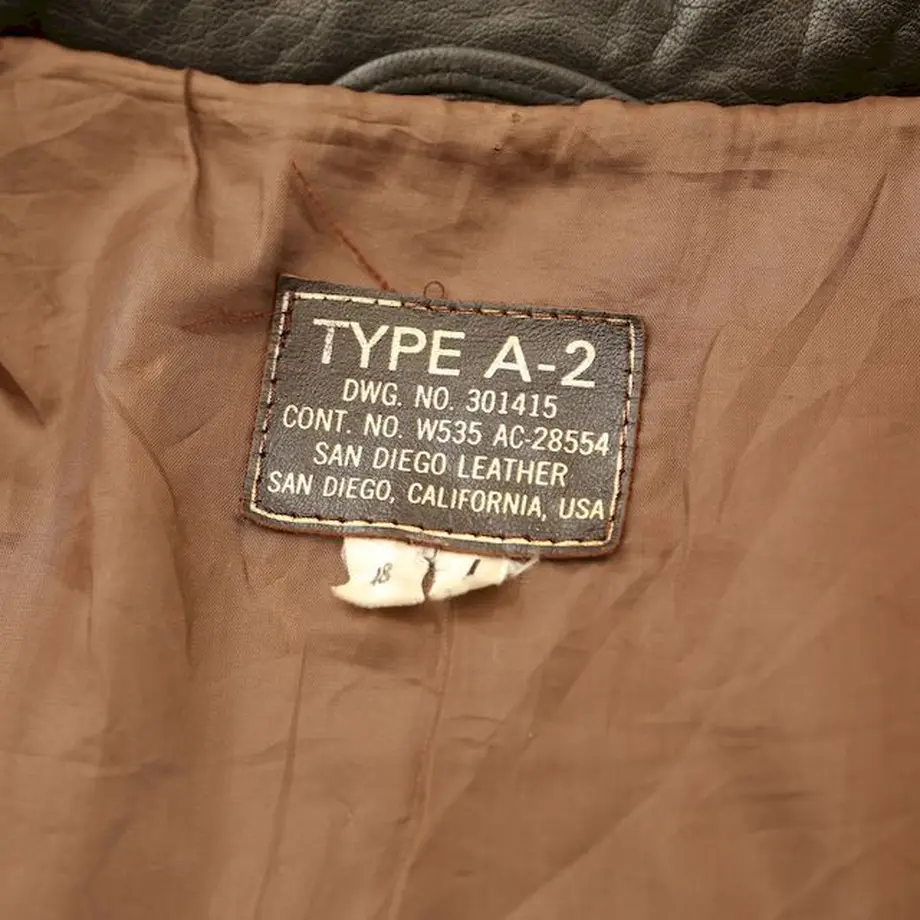 TYPE A-2
DWG. NO. 301415
CONT. NO. W535 AC-28554
SAN DIEGO LEATHER
SAN DIEGO, CALIFORNIA, USA
18